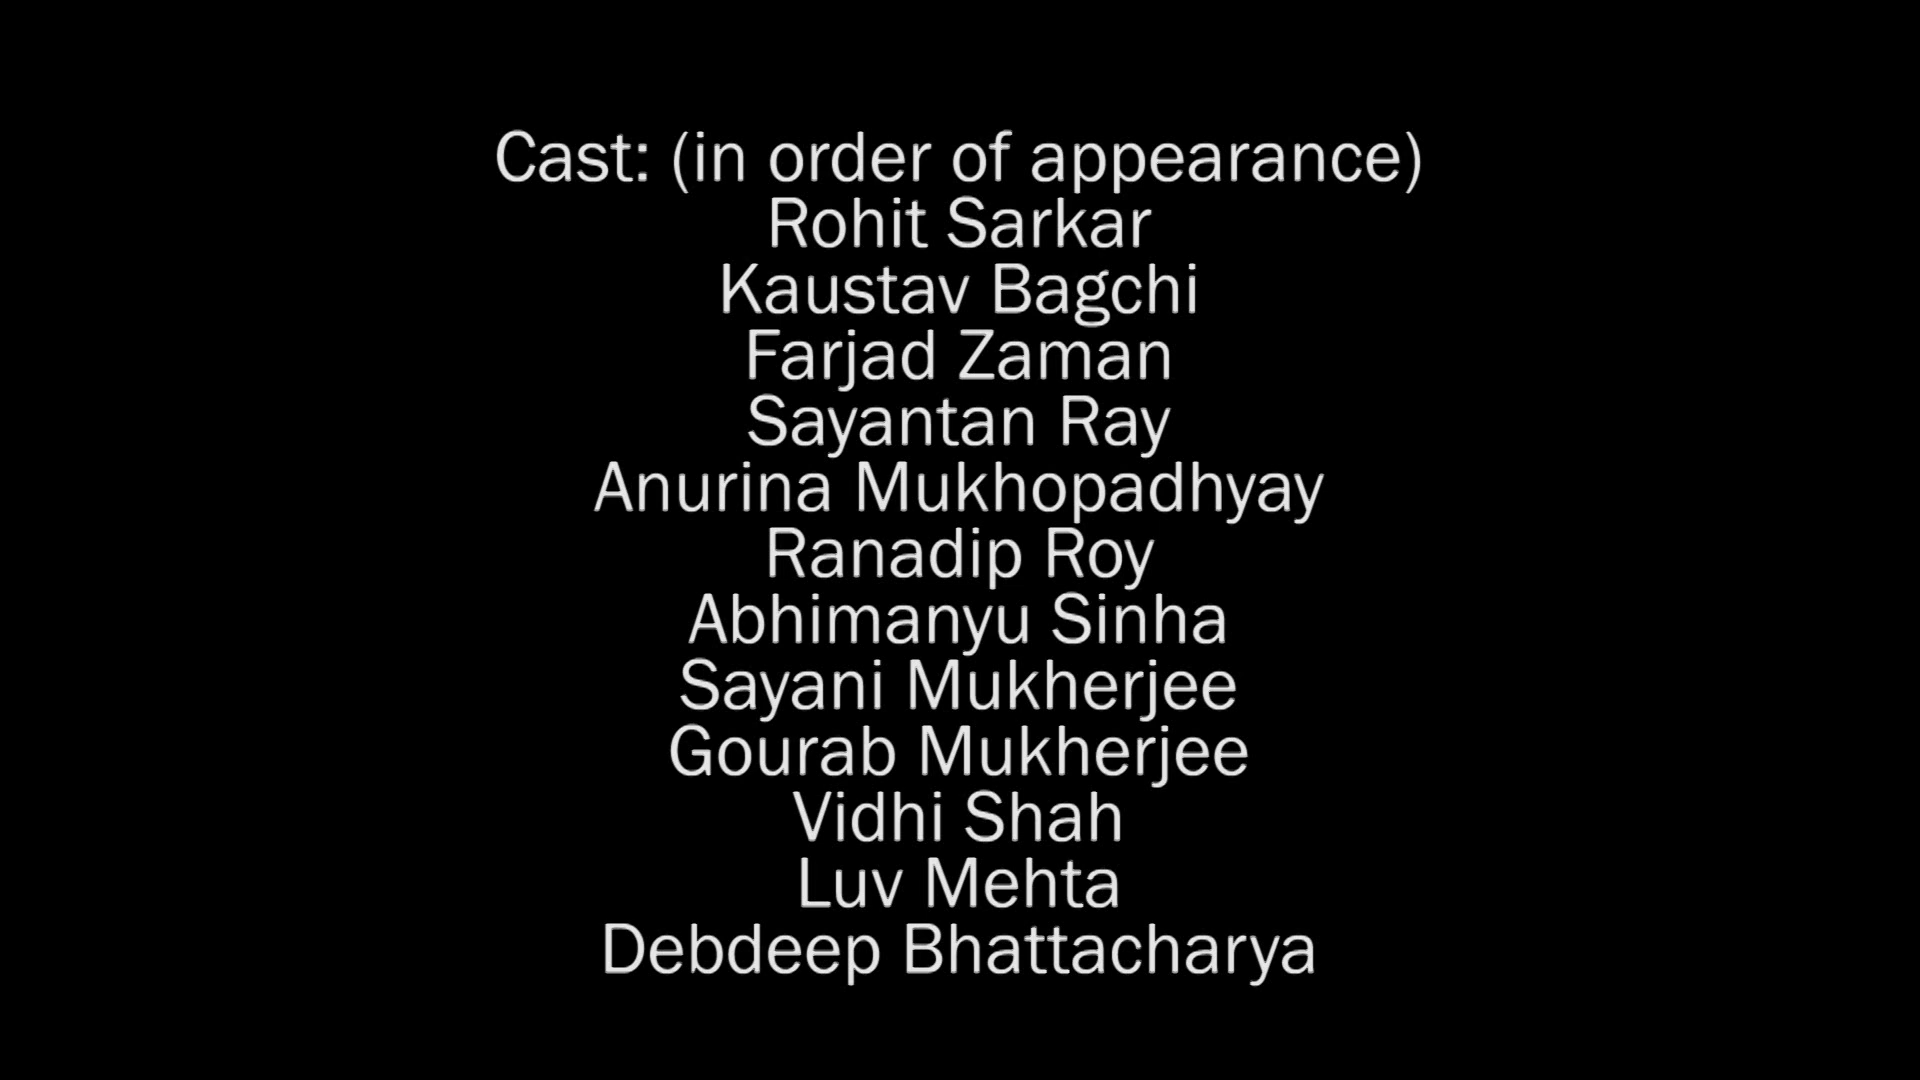 Cast: (in order of appearance)
Rohit Sarkar
Kaustav Bagchi
Farjad Zaman
Sayantan Ray
Anurina Mukhopadhyay
Ranadip Roy
Abhimanyu Sinha
Sayani Mukherjee
Gourab Mukherjee
Vidhi Shah
Luv Mehta
Debdeep Bhattacharya